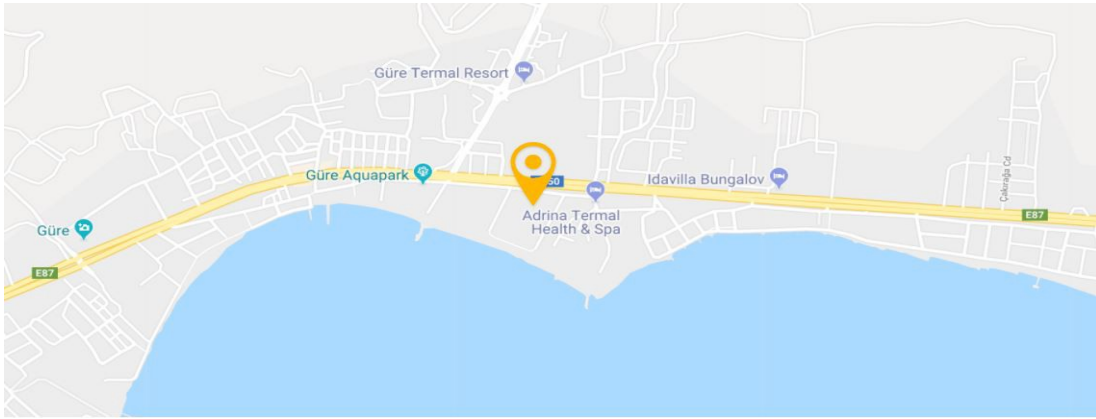 Güre Termal Resort
Güre Aquapark
Idavilla Bungalov
Çakırağa Cd
Adrina Termal
Health & Spa
E87
Güre
E87